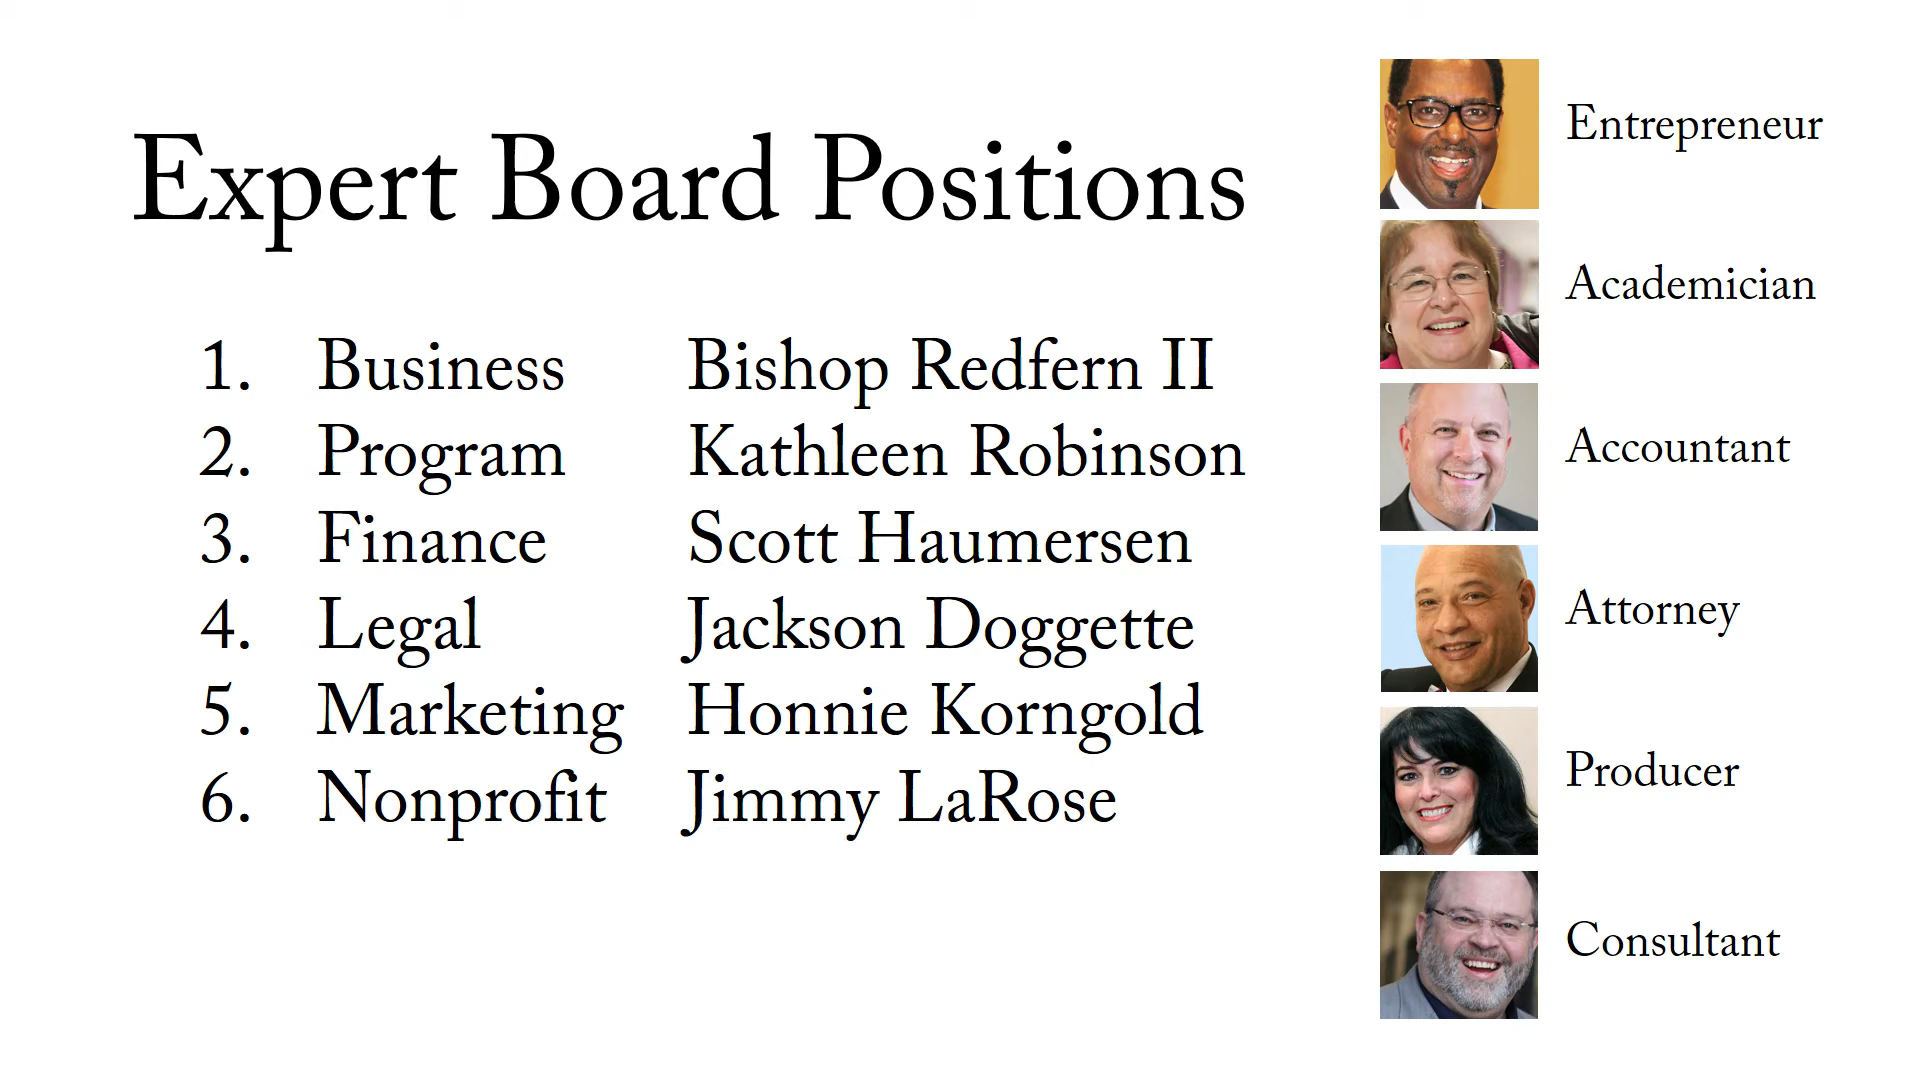 Expert Board Positions
1. Business Bishop Redfern II
2. Program Kathleen Robinson
3. Finance Scott Haumersen
4. Legal Jackson Doggette
5. Marketing Honnie Korngold
6. Nonprofit Jimmy LaRose
Entrepreneur
Academician
Accountant
Attorney
Producer
Consultant